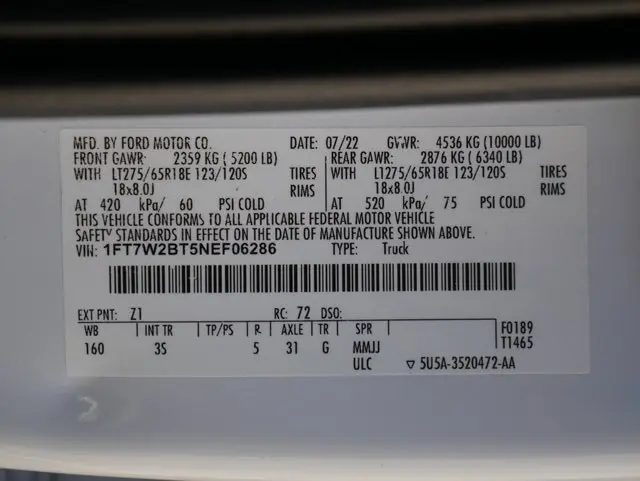 MFD. BY FORD MOTOR CO. DATE: 07/22 GVWR: 4536 KG (10000 LB)
FRONT GAWR: 2359 KG ( 5200 LB) REAR GAWR: 2876 KG ( 6340 LB)
WITH LT275/65R18E 123/120S TIRES WITH LT275/65R18E 123/120S TIRES
18x8.0J RIMS 18x8.0J RIMS
AT 420 kPa/ 60 PSI COLD AT 520 kPa/ 75 PSI COLD
THIS VEHICLE CONFORMS TO ALL APPLICABLE FEDERAL MOTOR VEHICLE
SAFETY STANDARDS IN EFFECT ON THE DATE OF MANUFACTURE SHOWN ABOVE.
VIN: 1FT7W2BT5NEF06286 TYPE: Truck
EXT PNT: Z1 RC: 72 DSO:
WB INT TR TP/PS R AXLE TR SPR F0189
160 3S 5 31 G MMJJ T1465
ULC ▽ 5U5A-3520472-AA